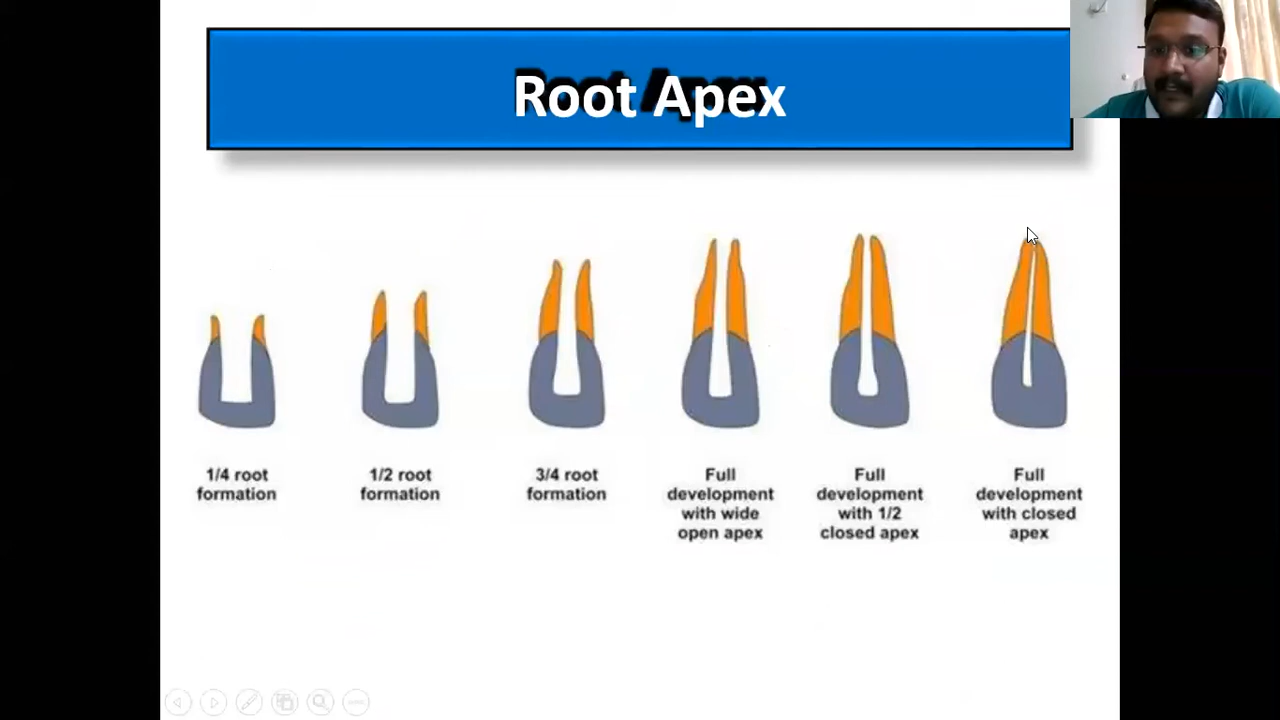 Root Apex
1/4 root
formation
1/2 root
formation
3/4 root
formation
Full
development
with wide
open apex
Full
development
with 1/2
closed apex
Full
development
with closed
apex